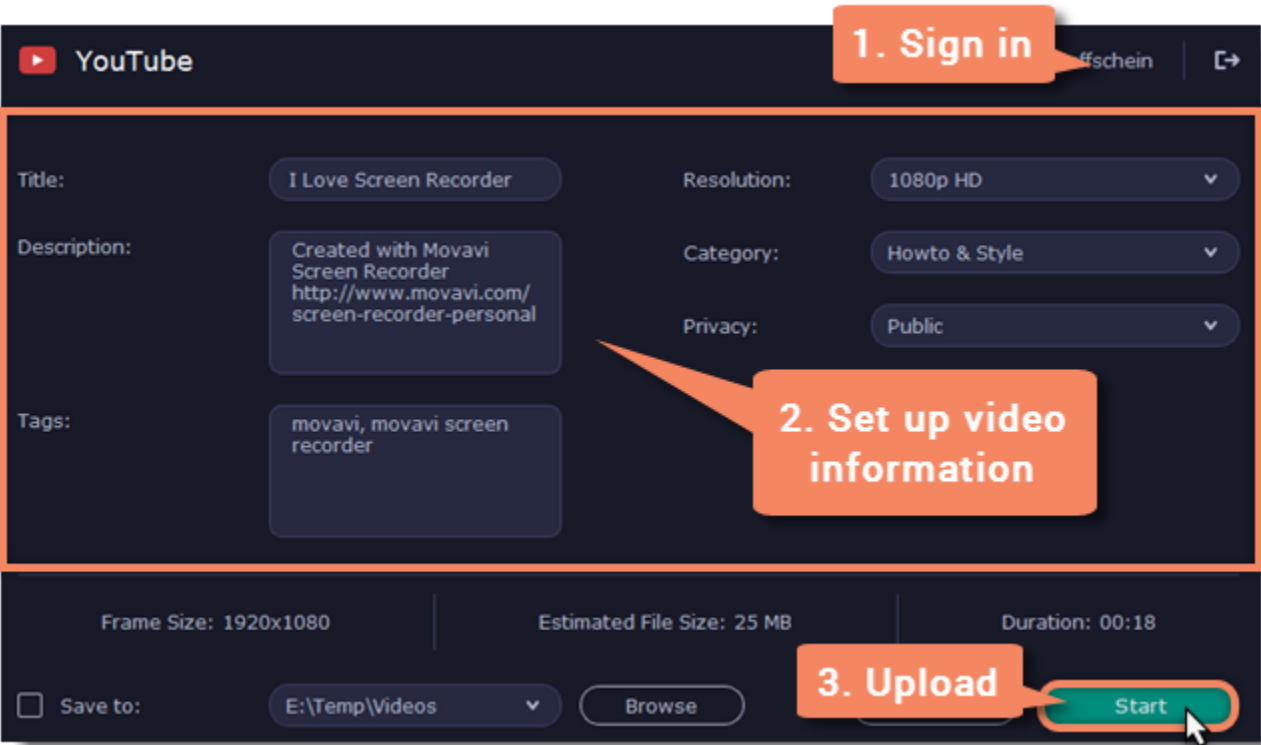 YouTube
1. Sign in
Title:
I Love Screen Recorder
Resolution:
1080p HD
Description:
Created with Movavi
Screen Recorder
http://www.movavi.com/
screen-recorder-personal
Category:
Howto & Style
Privacy:
Public
Tags:
movavi, movavi screen
recorder
2. Set up video
information
Frame Size: 1920x1080
Estimated File Size: 25 MB
Duration: 00:18
Save to:
E:\Temp\Videos
Browse
3. Upload
Start